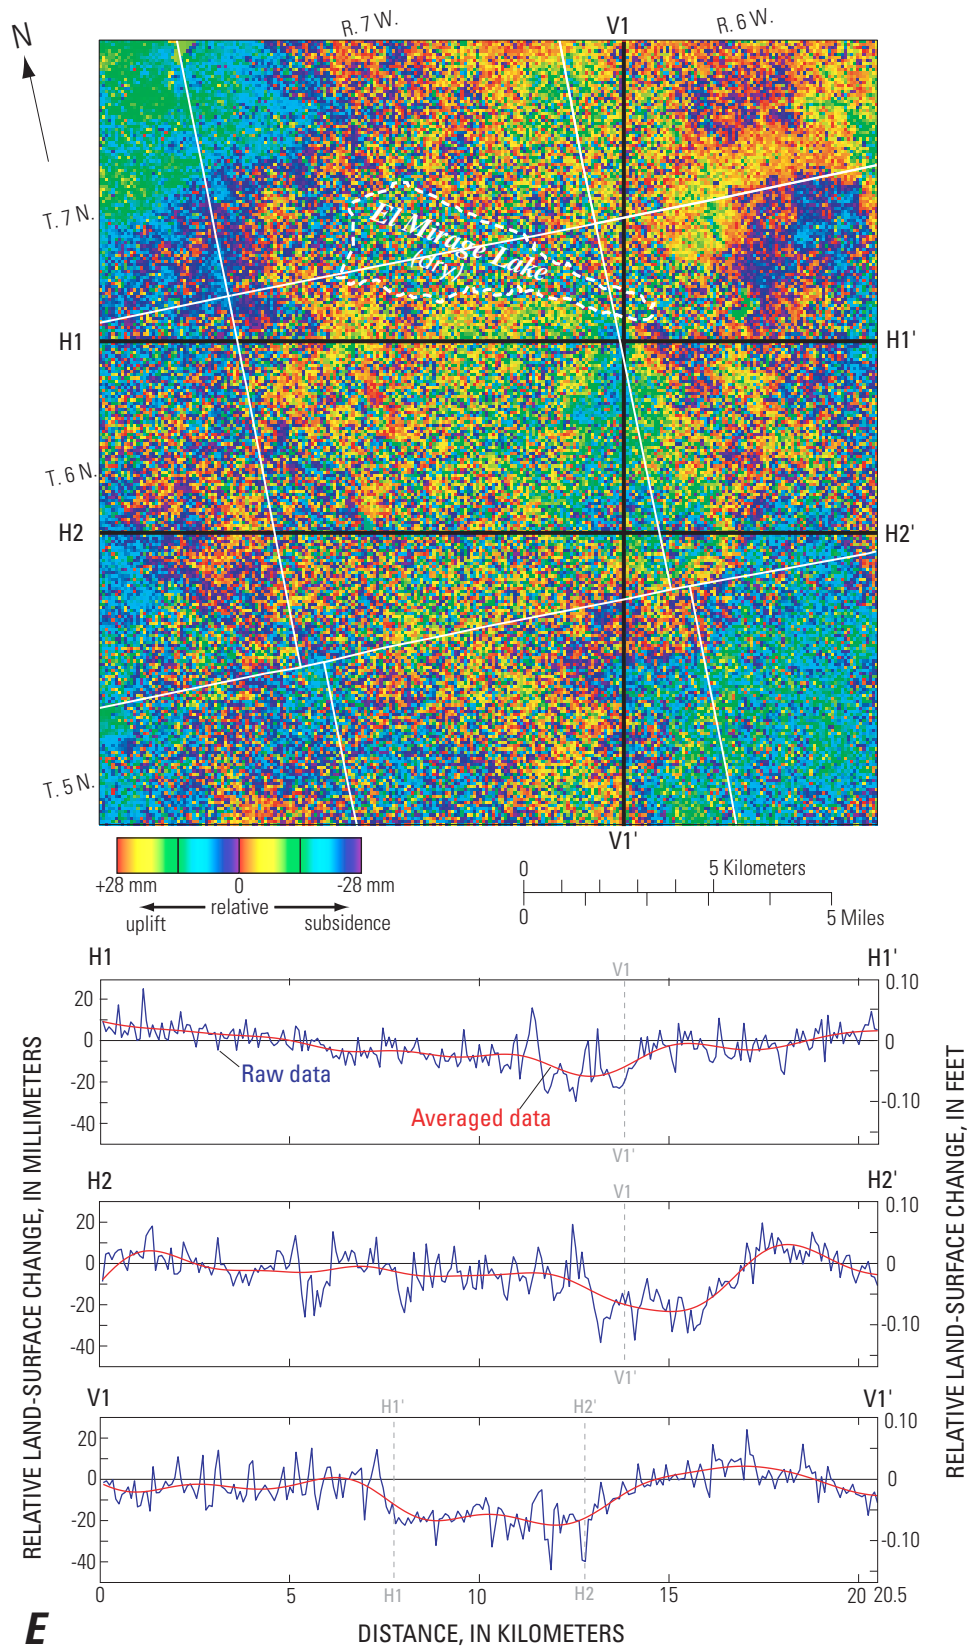 R. 7 W.
V1
R. 6 W.
N
T. 7 N.
El Mirage Lake
(dry)
H1
H1'
T. 6 N.
H2
H2'
T. 5 N.
V1'
+28 mm 0 -28 mm
relative
uplift
subsidence
0 5 Kilometers
0 5 Miles
RELATIVE LAND-SURFACE CHANGE, IN MILLIMETERS
RELATIVE LAND-SURFACE CHANGE, IN FEET
H1
V1
H1'
20
0
-20
-40
0.10
0
-0.10
Raw data
Averaged data
V1'
H2
V1
H2'
20
0
-20
-40
0.10
0
-0.10
V1'
V1
H1'
H2'
V1'
20
0
-20
-40
0.10
0
-0.10
H1
H2
0 5 10 15 20 20.5
DISTANCE, IN KILOMETERS
E